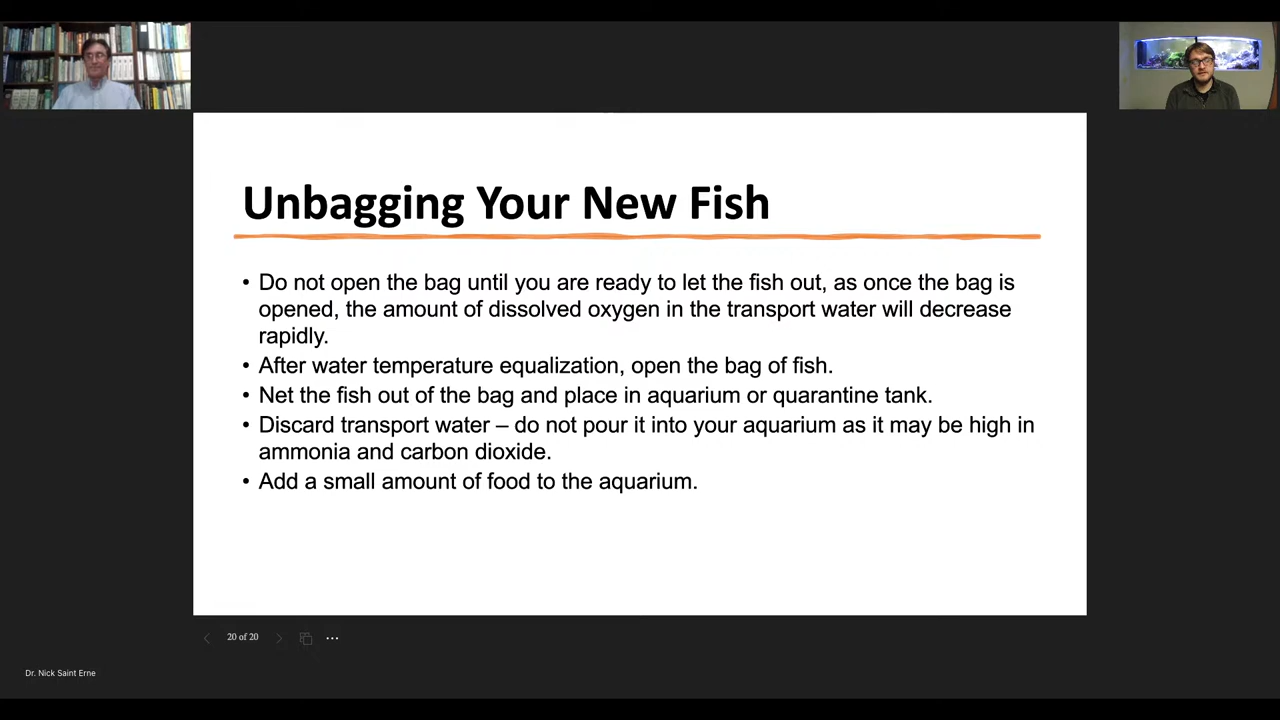 Unbagging Your New Fish
• Do not open the bag until you are ready to let the fish out, as once the bag is
opened, the amount of dissolved oxygen in the transport water will decrease
rapidly.
• After water temperature equalization, open the bag of fish.
• Net the fish out of the bag and place in aquarium or quarantine tank.
• Discard transport water – do not pour it into your aquarium as it may be high in
ammonia and carbon dioxide.
• Add a small amount of food to the aquarium.
20 of 20
Dr. Nick Saint Erne